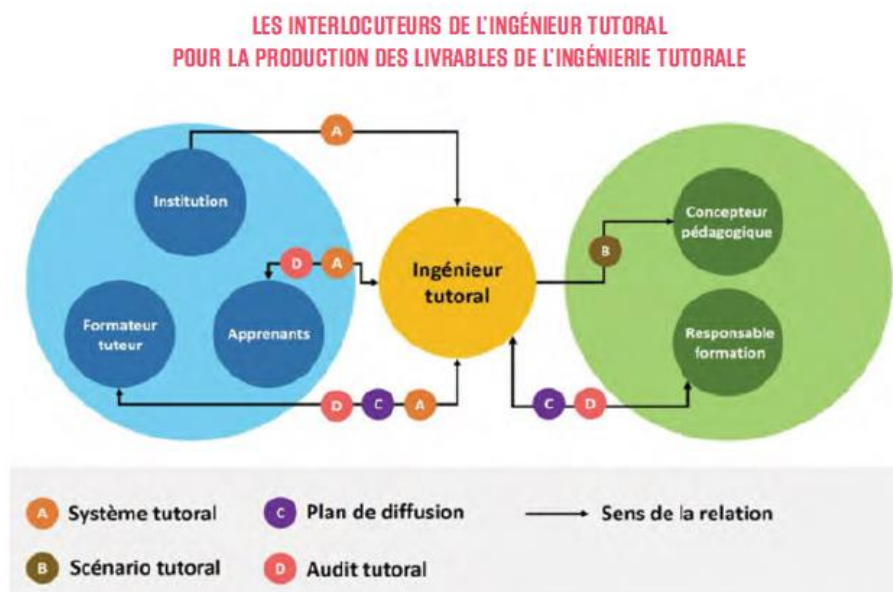 LES INTERLOCUTEURS DE L'INGÉNIEUR TUTORAL
POUR LA PRODUCTION DES LIVRABLES DE L'INGÉNIERIE TUTORALE
A
Institution
Concepteur
pédagogique
B
D A
Ingénieur
tutoral
Formateur
tuteur
Apprenants
Responsable
formation
D C A
C D
A Système tutoral
C Plan de diffusion
Sens de la relation
B Scénario tutoral
D Audit tutoral